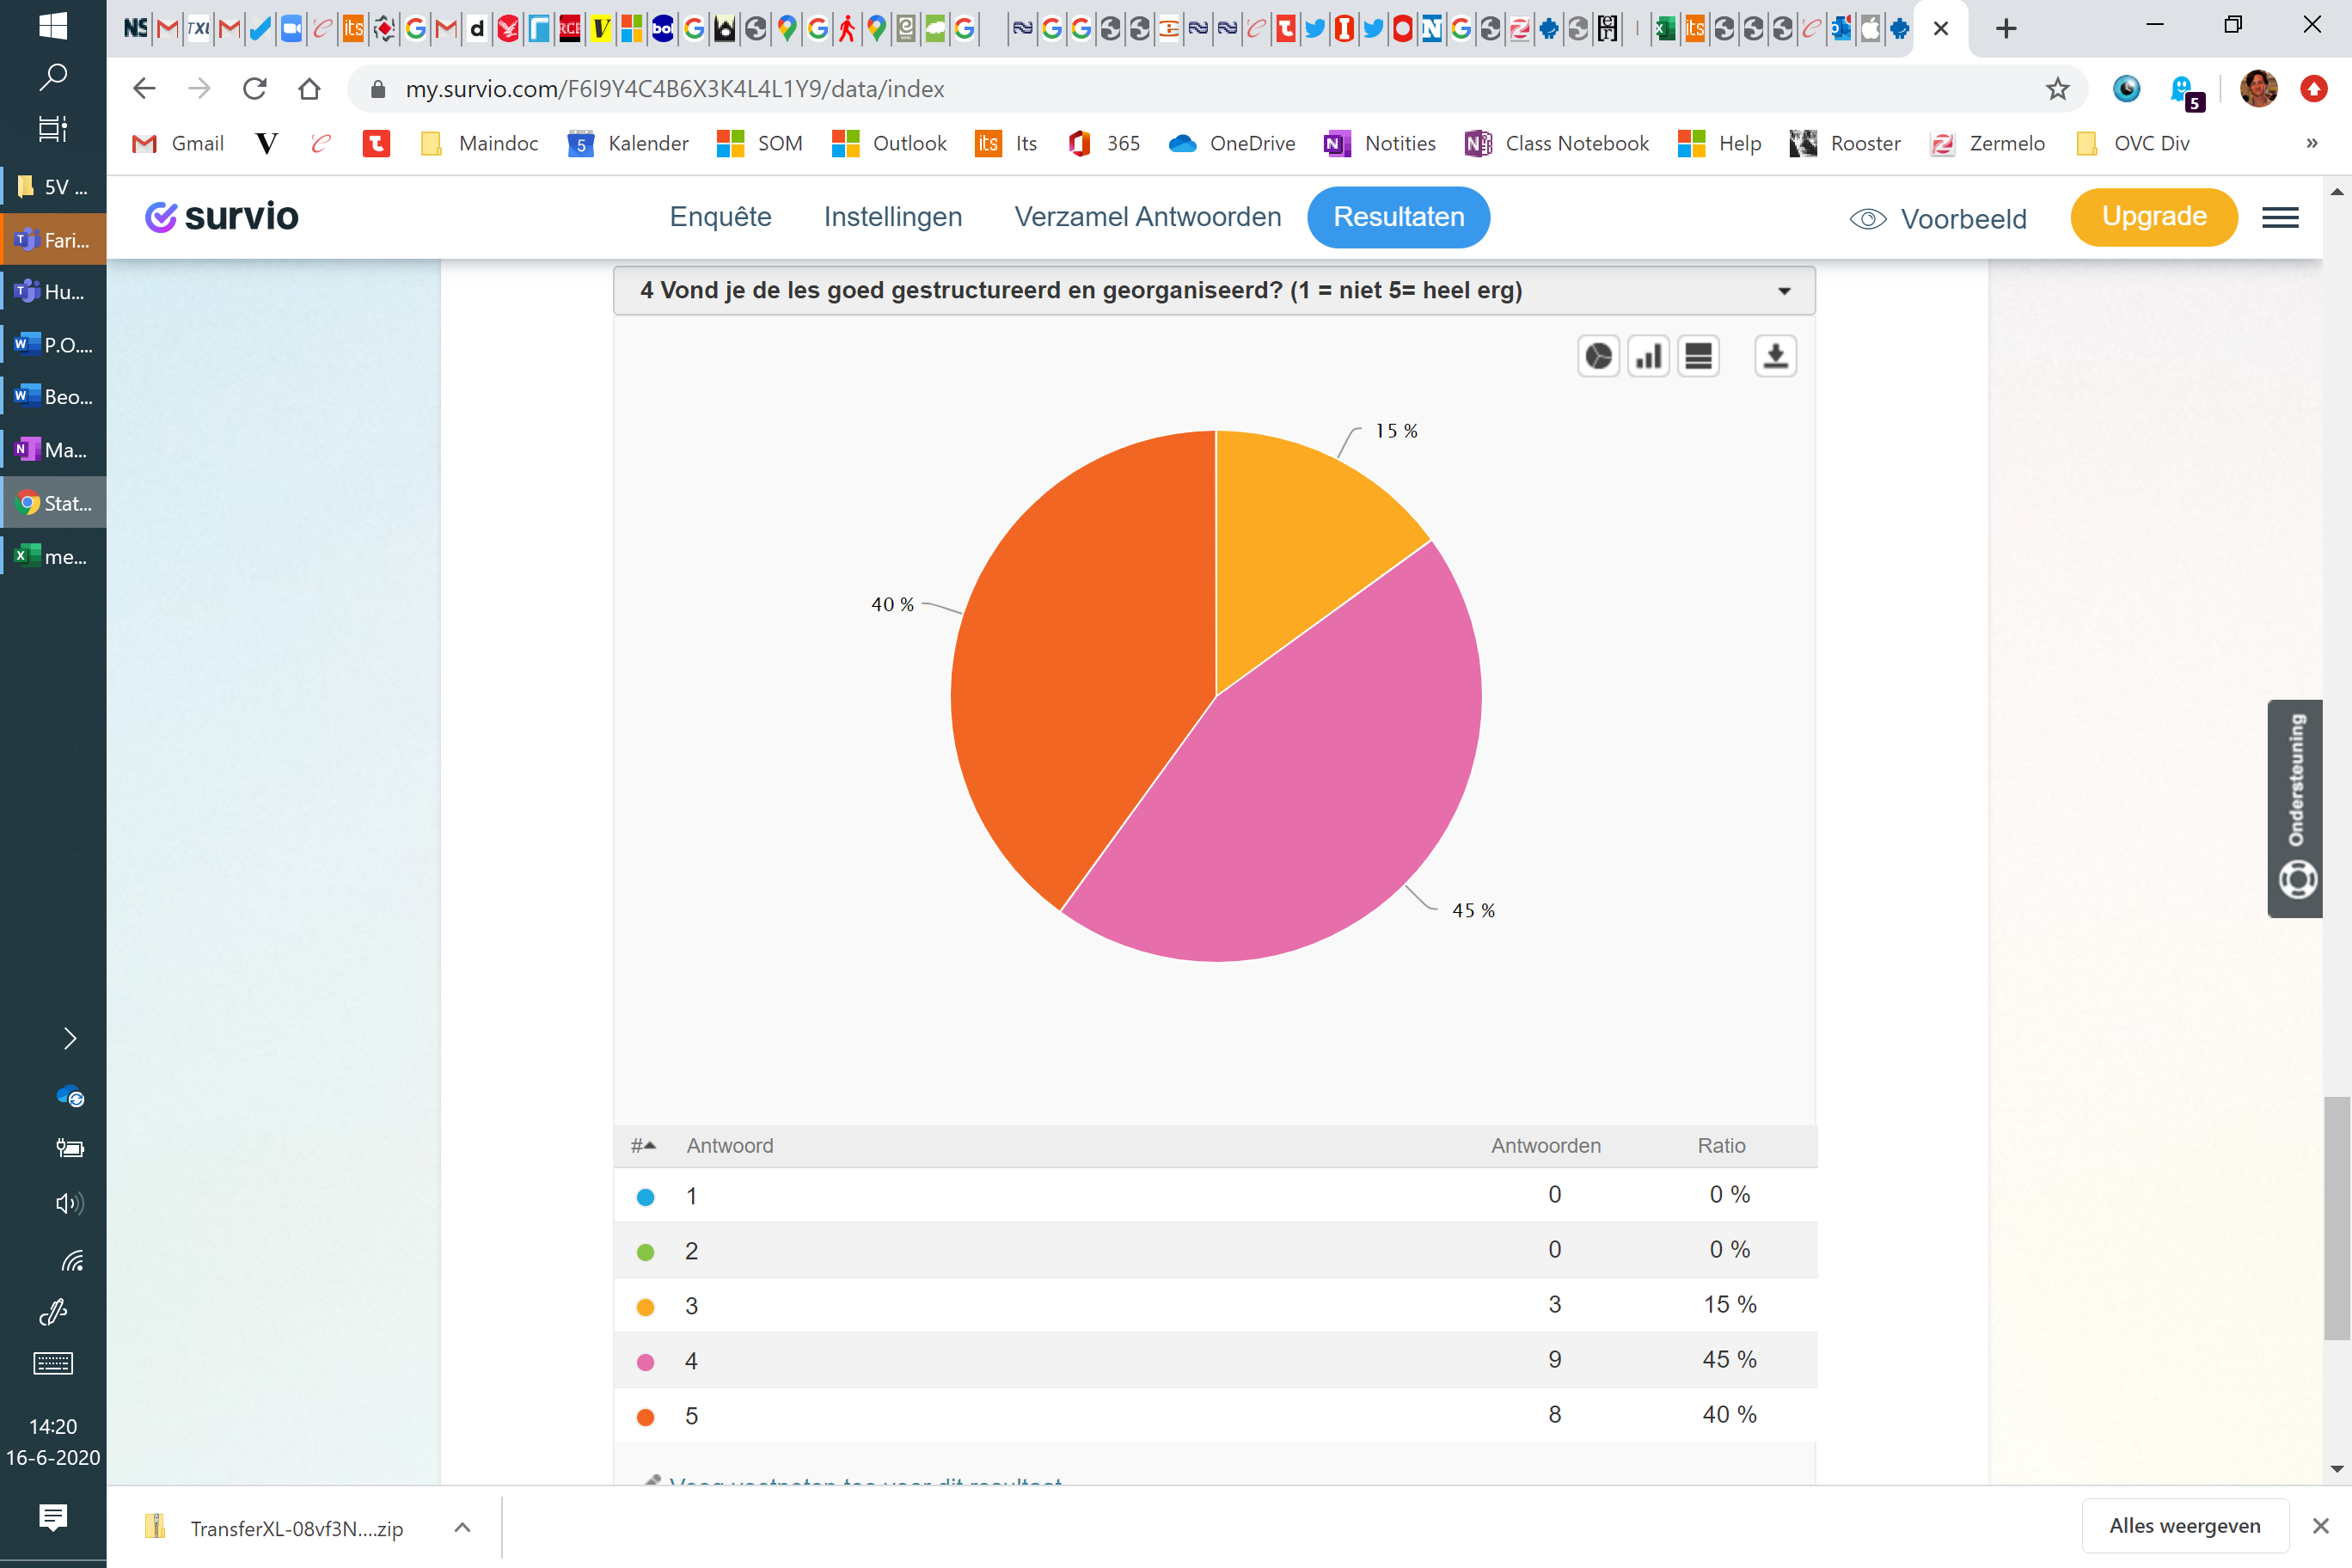 my.survio.com/F6I9Y4C4B6X3K4L4L1Y9/data/index
5
Gmail V Maindoc 5 Kalender SOM Outlook its Its 365 OneDrive Notities Class Notebook Help Rooster Zermelo OVC Div »
survio Enquête Instellingen Verzamel Antwoorden Resultaten Voorbeeld Upgrade
5V ...
Fari...
Hu...
P.O....
Beo...
Ma...
Stat...
me...
4 Vond je de les goed gestructureerd en georganiseerd? (1 = niet 5= heel erg)
15 %
40 %
45 %
Ondersteuning
# Antwoord Antwoorden Ratio
1 0 0 %
2 0 0 %
3 3 15 %
4 9 45 %
5 8 40 %
14:20
16-6-2020
TransferXL-08vf3N....zip
Alles weergeven